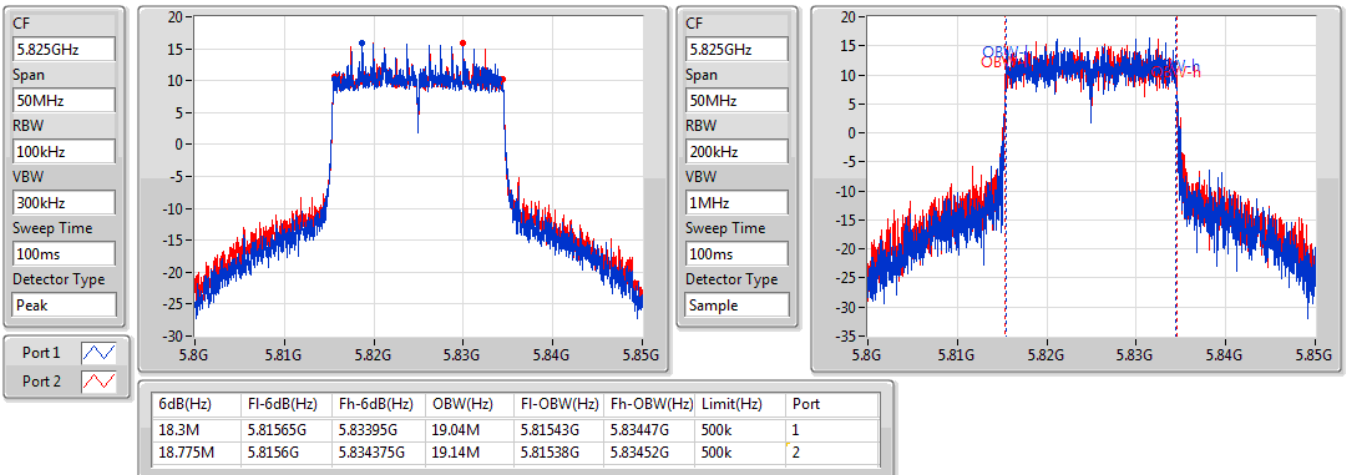 CF
5.825GHz
Span
50MHz
RBW
100kHz
VBW
300kHz
Sweep Time
100ms
Detector Type
Peak
Port 1
Port 2
20
15
10
5
0
-5
-10
-15
-20
-25
-30
5.8G 5.81G 5.82G 5.83G 5.84G 5.85G
CF
5.825GHz
Span
50MHz
RBW
200kHz
VBW
1MHz
Sweep Time
100ms
Detector Type
Sample
20
15
10
5
0
-5
-10
-15
-20
-25
-30
-35
5.8G 5.81G 5.82G 5.83G 5.84G 5.85G
6dB(Hz) Fl-6dB(Hz) Fh-6dB(Hz) OBW(Hz) Fl-OBW(Hz) Fh-OBW(Hz) Limit(Hz) Port
18.3M 5.81565G 5.83395G 19.04M 5.81543G 5.83447G 500k 1
18.775M 5.8156G 5.834375G 19.14M 5.81538G 5.83452G 500k 2